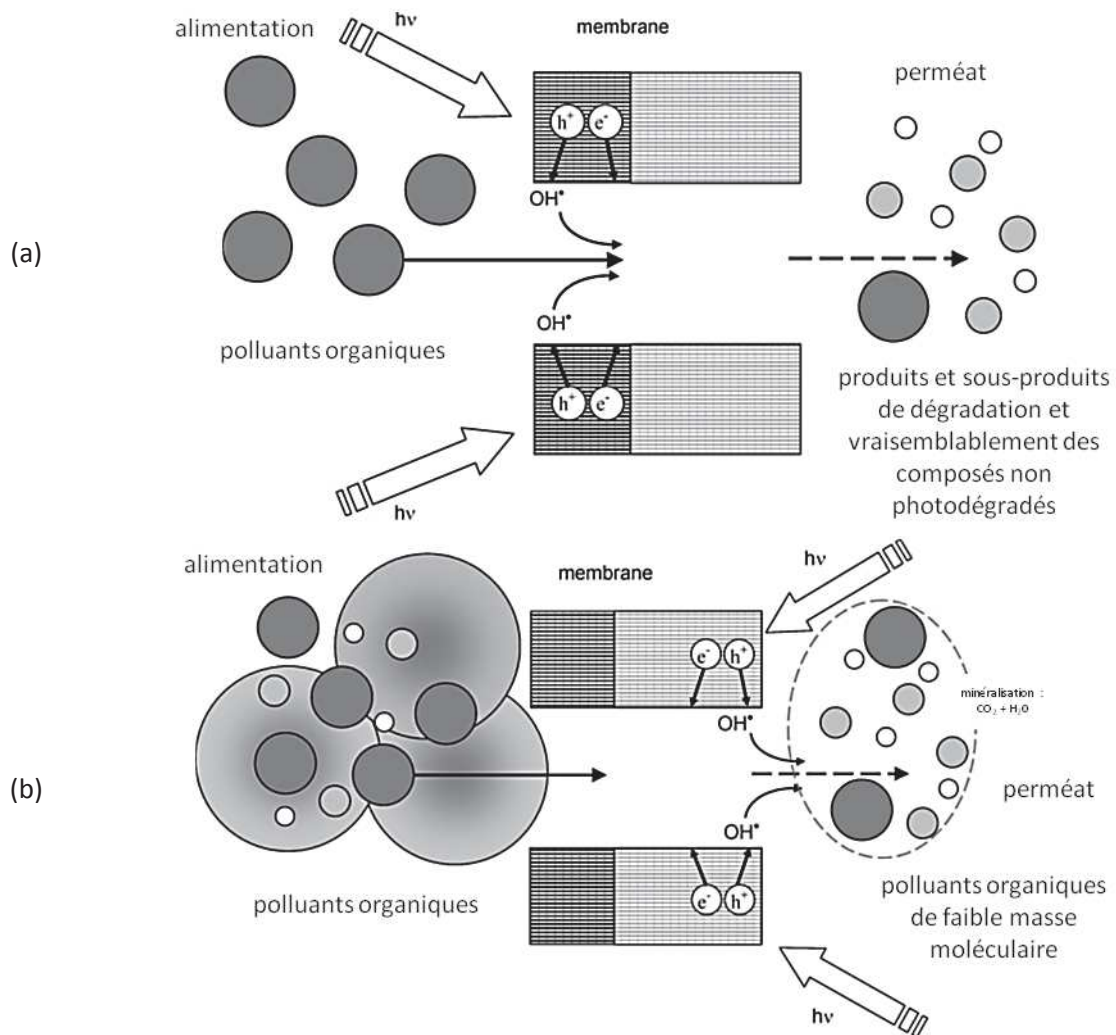 hν
alimentation
membrane
perméat
h⁺ e⁻
OH•
(a)
OH•
polluants organiques
h⁺ e⁻
produits et sous-produits
de dégradation et
vraisemblablement des
composés non
photodégradés
hν
alimentation
membrane
hν
e⁻ h⁺
minéralisation :
CO₂ + H₂O
OH•
(b)
perméat
OH•
polluants organiques
e⁻ h⁺
polluants organiques
de faible masse
moléculaire
hν